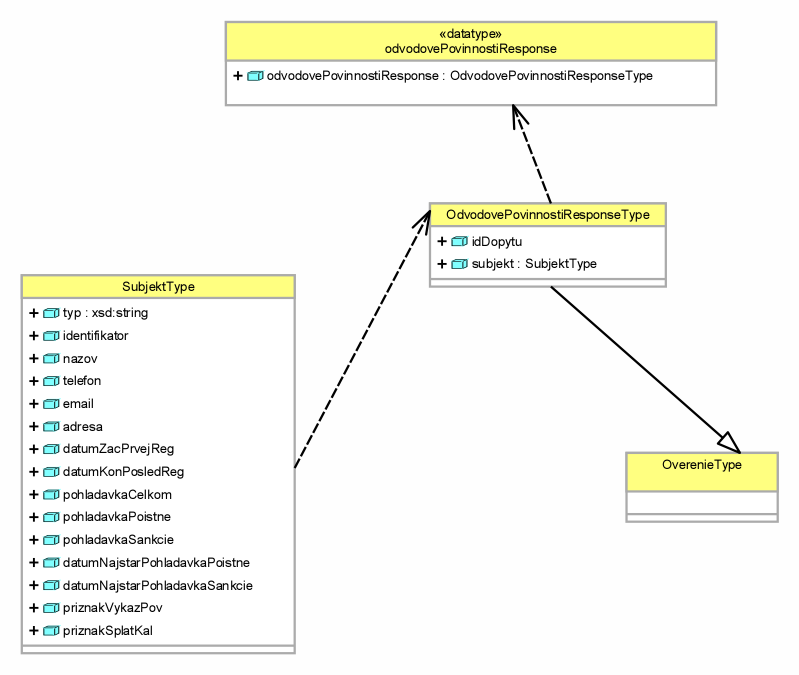 «datatype»
odvodovePovinnostiResponse
+ odvodovePovinnostiResponse : OdvodovePovinnostiResponseType
OdvodovePovinnostiResponseType
+ idDopytu
+ subjekt : SubjektType
SubjektType
+ typ : xsd:string
+ identifikator
+ nazov
+ telefon
+ email
+ adresa
+ datumZacPrvejReg
+ datumKonPosledReg
+ pohladavkaCelkom
+ pohladavkaPoistne
+ pohladavkaSankcie
+ datumNajstarPohladavkaPoistne
+ datumNajstarPohladavkaSankcie
+ priznakVykazPov
+ priznakSplatKal
OverenieType